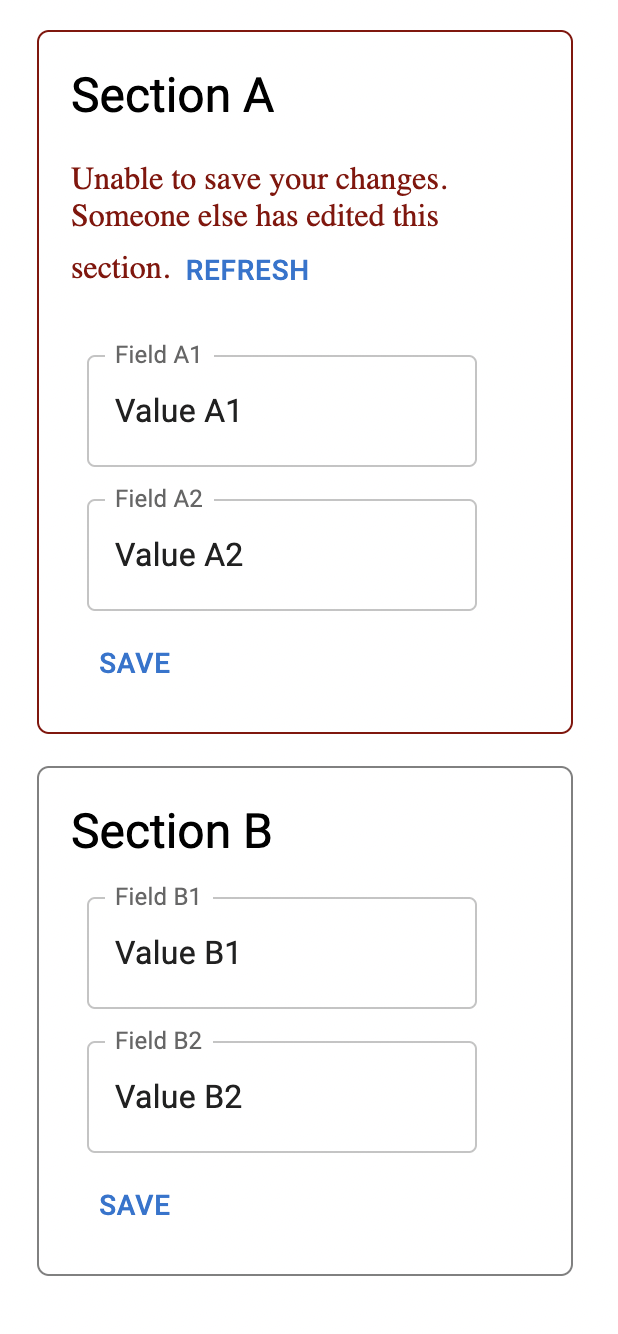 Section A
Unable to save your changes.
Someone else has edited this
section. REFRESH
Field A1
Value A1
Field A2
Value A2
SAVE
Section B
Field B1
Value B1
Field B2
Value B2
SAVE